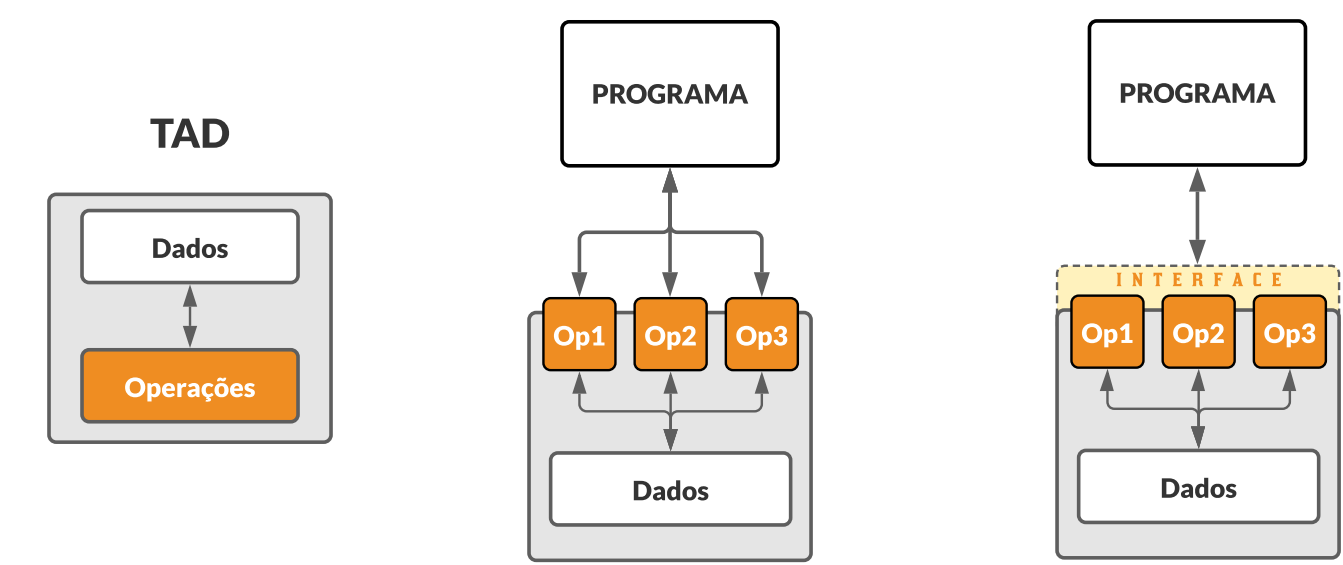 TAD
Dados
Operações
PROGRAMA
Op1 Op2 Op3
Dados
PROGRAMA
INTERFACE
Op1 Op2 Op3
Dados